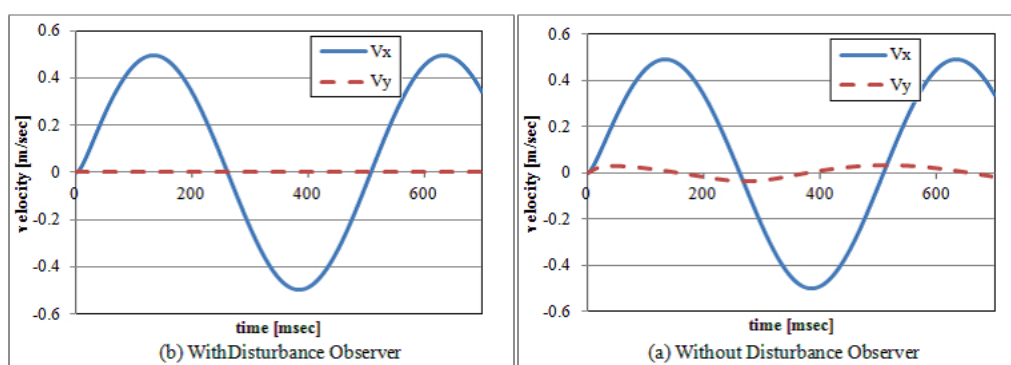 0.6
0.4
0.2
0
-0.2
-0.4
-0.6
0
200
400
600
Vx
Vy
Velocity [m/sec]
time [msec]
(b) WithDisturbance Observer
0.6
0.4
0.2
0
-0.2
-0.4
-0.6
0
200
400
600
Vx
Vy
Velocity [m/sec]
time [msec]
(a) Without Disturbance Observer